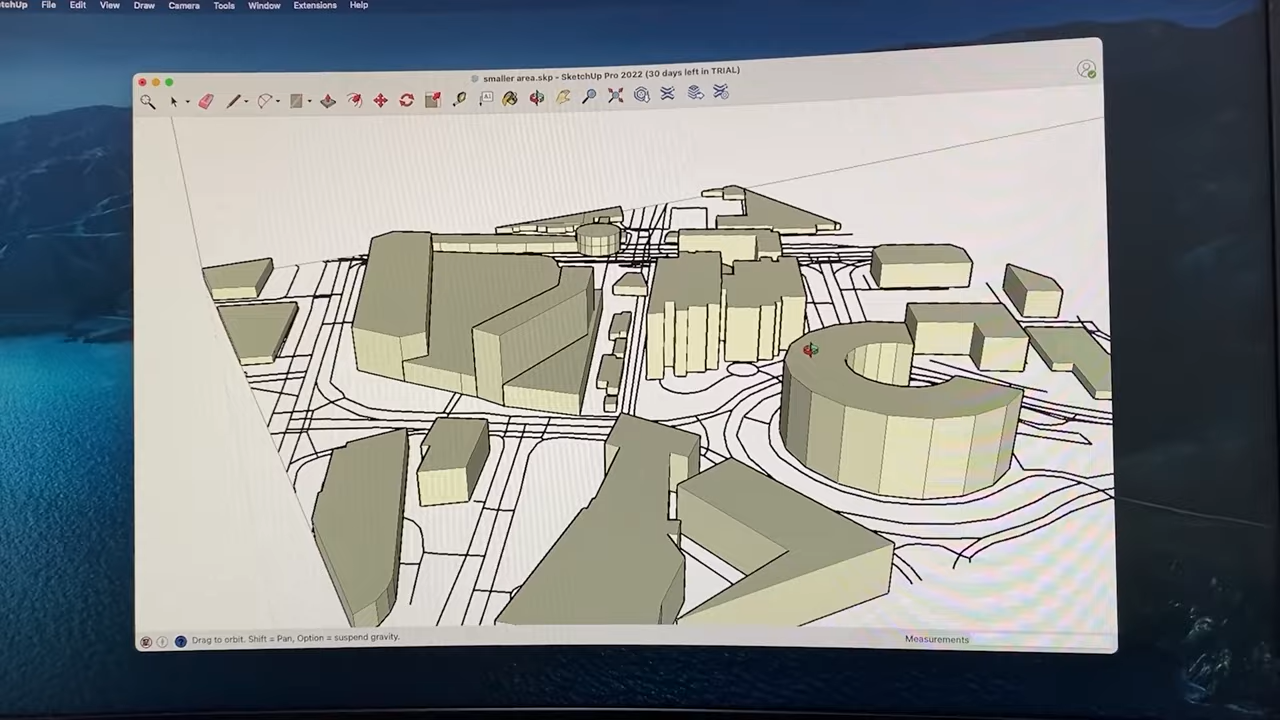 tchUp File Edit View Draw Camera Tools Window Extensions Help
smaller area.skp - SketchUp Pro 2022 (30 days left in TRIAL)
Drag to orbit. Shift = Pan, Option = suspend gravity.
Measurements